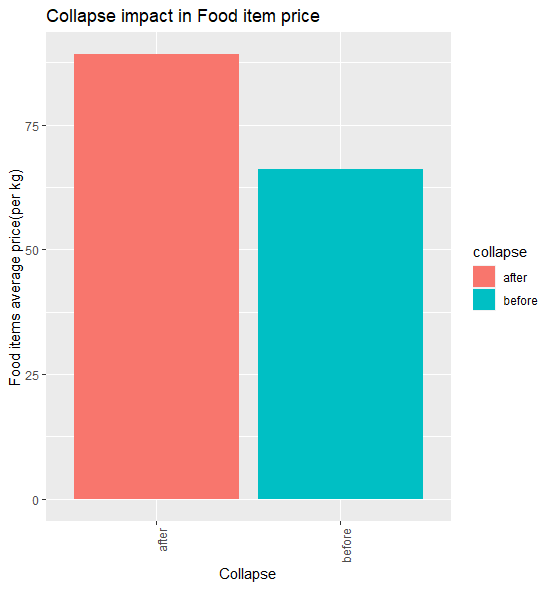 Collapse impact in Food item price
Food items average price(per kg)
75
50
25
0
after
before
Collapse
collapse
after
before